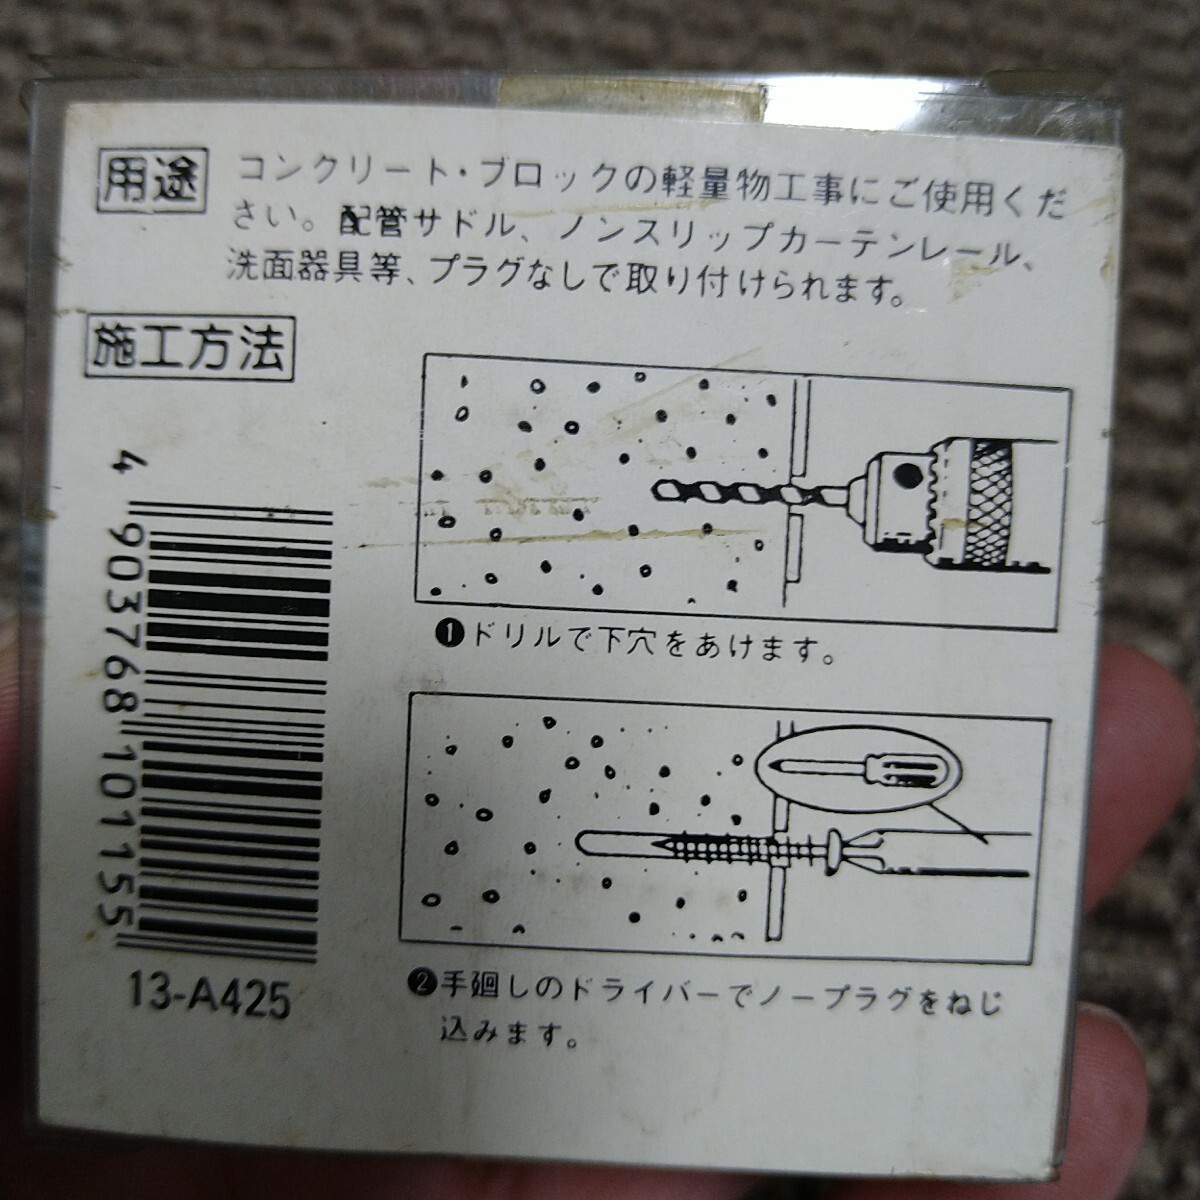 用途 コンクリート・ブロックの軽量物工事にご使用くだ
さい。配管サドル、ノンスリップカーテンレール、
洗面器具等、プラグなしで取り付けられます。
施工方法
❶ドリルで下穴をあけます。
❷手廻しのドライバーでノープラグをねじ
込みます。
4 903768 101155
13-A425